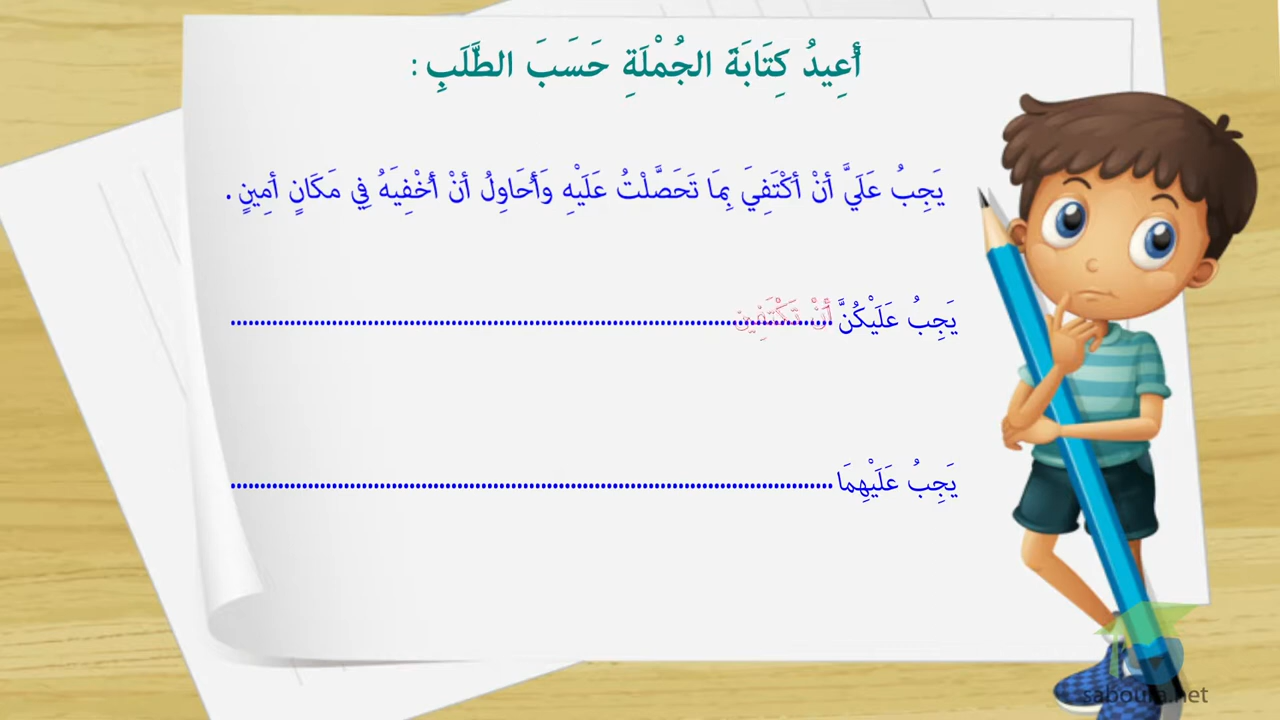 أُعِيدُ كِتَابَةَ الجُمْلَةِ حَسَبَ الطَّلَبِ :
يَجِبُ عَلَيَّ أَنْ أَكْتَفِيَ بِمَا تَحَصَّلْتُ عَلَيْهِ وَأُحَاوِلُ أَنْ أُخْفِيَهُ فِي مَكَانٍ أَمِينٍ .
يَجِبُ عَلَيْكُنَّ أَنْ تَكْتَفِين
يَجِبُ عَلَيْهِمَا
saboura.net